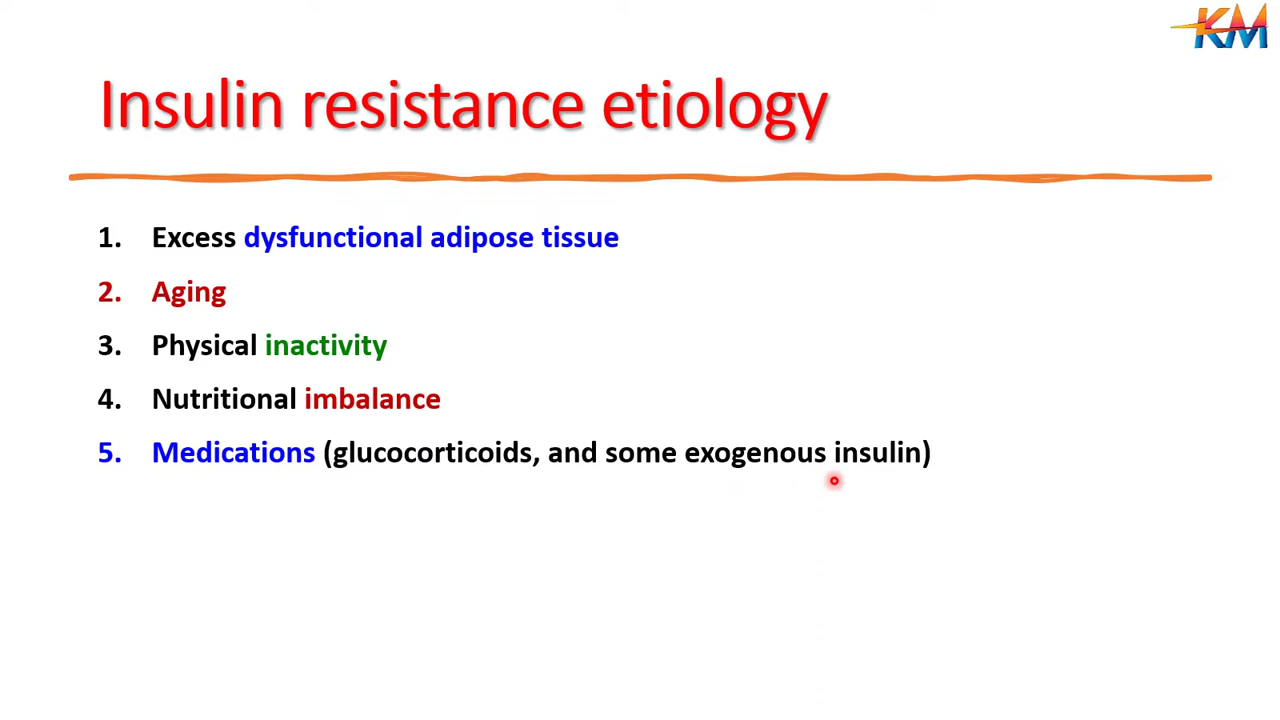 KM
Insulin resistance etiology
1. Excess dysfunctional adipose tissue
2. Aging
3. Physical inactivity
4. Nutritional imbalance
5. Medications (glucocorticoids, and some exogenous insulin)